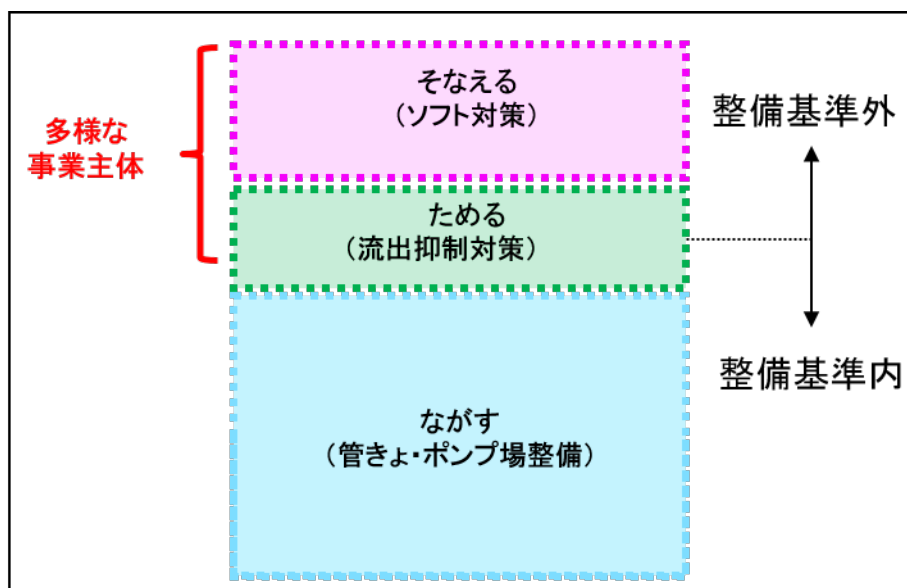 そなえる
（ソフト対策）
整備基準外
多様な
事業主体
ためる
（流出抑制対策）
整備基準内
ながす
（管きょ・ポンプ場整備）